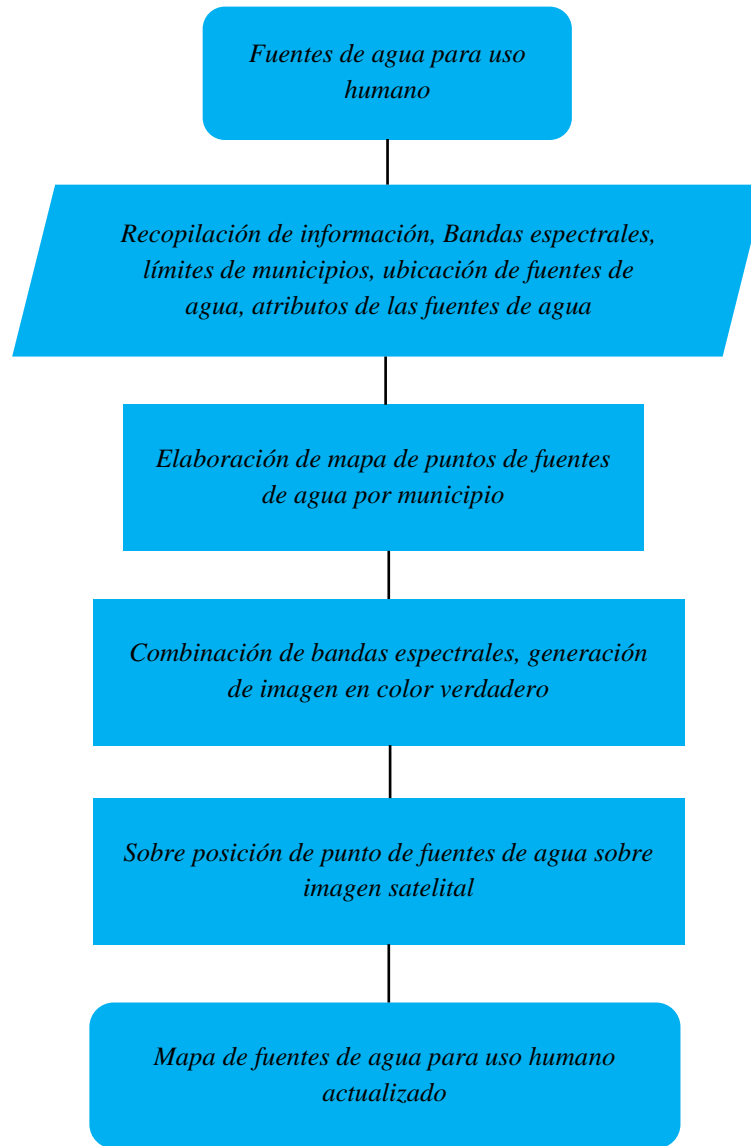 Fuentes de agua para uso
humano
Recopilación de información, Bandas espectrales,
límites de municipios, ubicación de fuentes de
agua, atributos de las fuentes de agua
Elaboración de mapa de puntos de fuentes
de agua por municipio
Combinación de bandas espectrales, generación
de imagen en color verdadero
Sobre posición de punto de fuentes de agua sobre
imagen satelital
Mapa de fuentes de agua para uso humano
actualizado